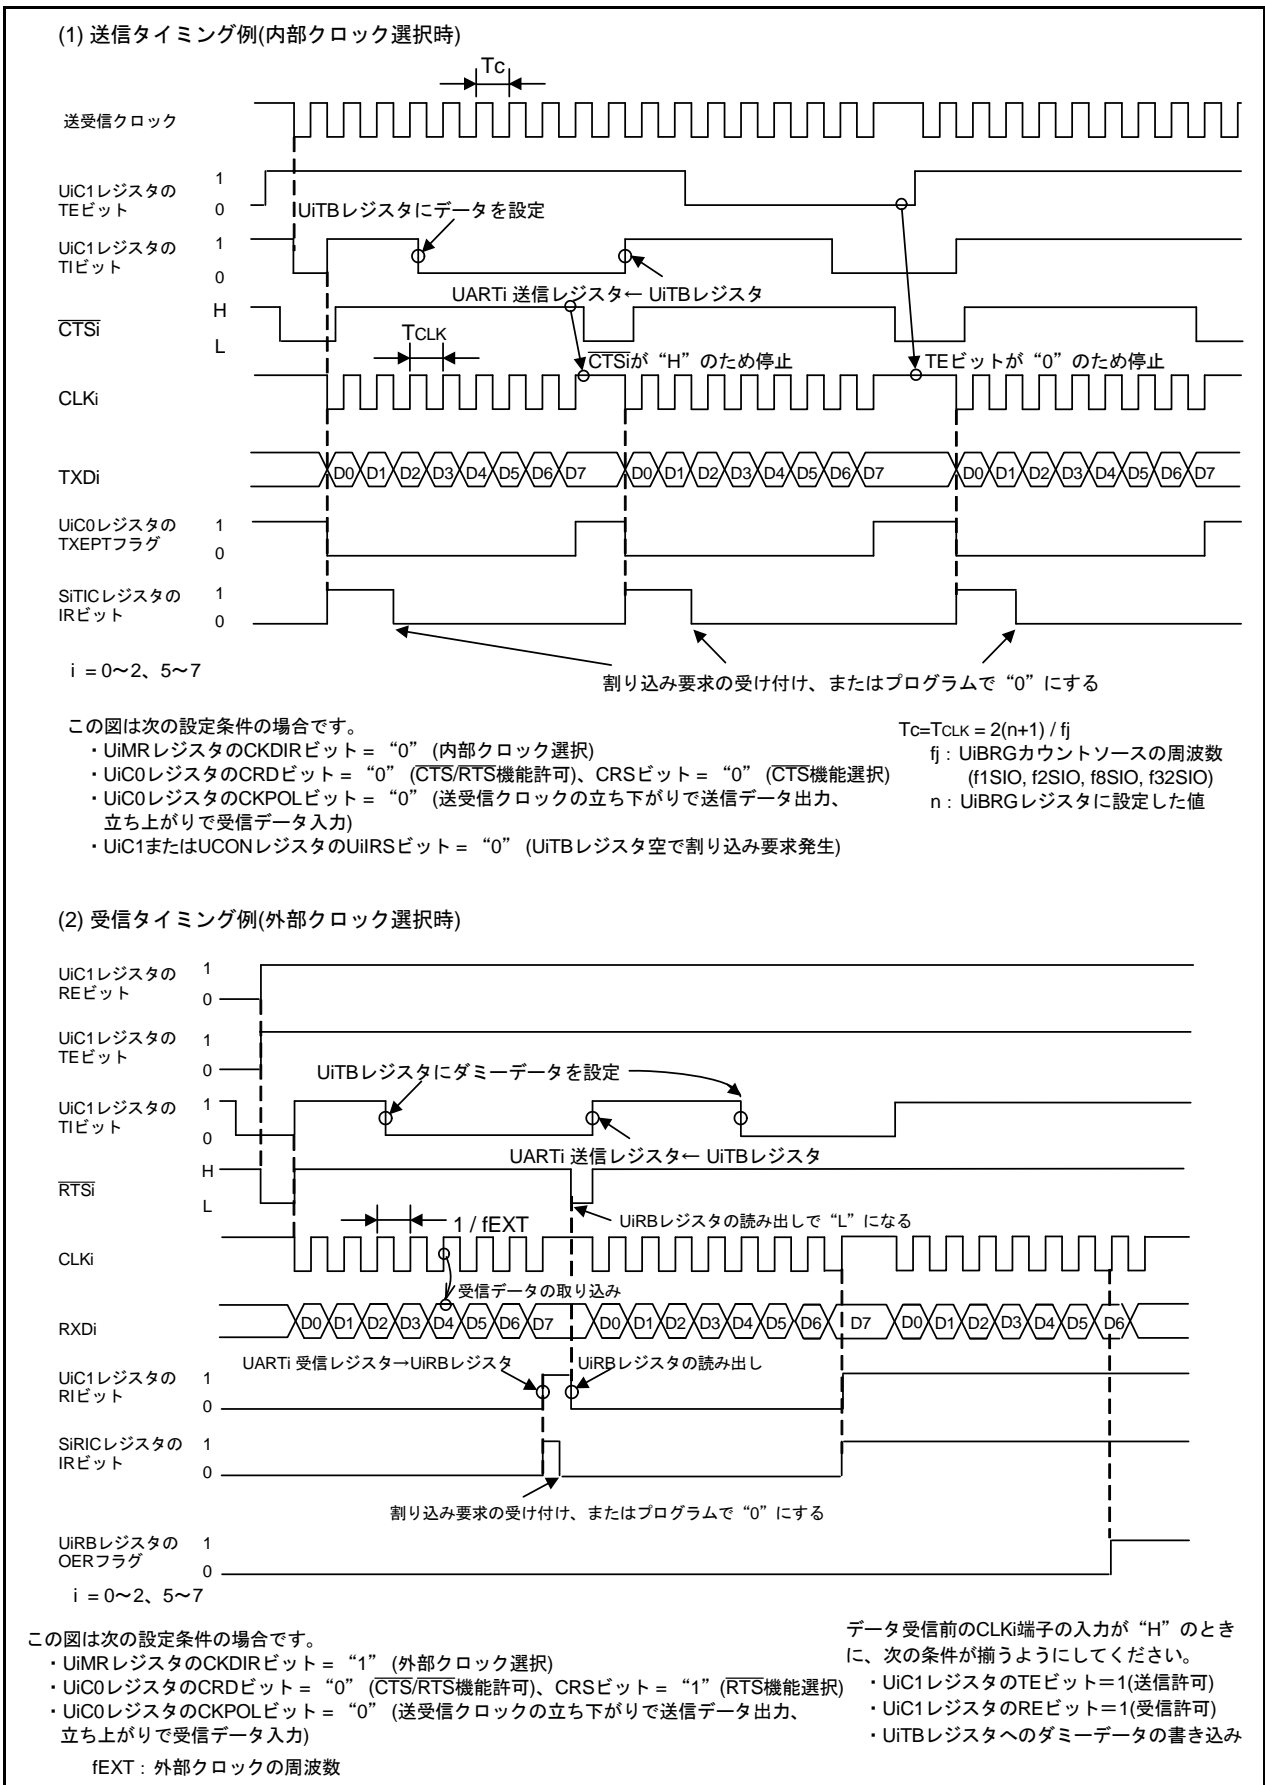 (1) 送信タイミング例(内部クロック選択時)
Tc
送受信クロック
UiC1レジスタの
TEビット
1
0
UiTBレジスタにデータを設定
UiC1レジスタの
TIビット
1
0
UARTi 送信レジスタ← UiTBレジスタ
CTSi
H
L
TCLK
CTSiが“H”のため停止
TEビットが“0”のため停止
CLKi
TXDi
D0 D1 D2 D3 D4 D5 D6 D7 D0 D1 D2 D3 D4 D5 D6 D7 D0 D1 D2 D3 D4 D5 D6 D7
UiC0レジスタの
TXEPTフラグ
1
0
SiTICレジスタの
IRビット
1
0
i = 0～2、5～7
割り込み要求の受け付け、またはプログラムで“0”にする
この図は次の設定条件の場合です。
・UiMRレジスタのCKDIRビット = “0” (内部クロック選択)
・UiC0レジスタのCRDビット = “0” (CTS/RTS機能許可)、CRSビット = “0” (CTS機能選択)
・UiC0レジスタのCKPOLビット = “0” (送受信クロックの立ち下がりで送信データ出力、
立ち上がりで受信データ入力)
・UiC1またはUCONレジスタのUiIRSビット = “0” (UiTBレジスタ空で割り込み要求発生)
Tc=TCLK = 2(n+1) / fj
fj : UiBRGカウントソースの周波数
(f1SIO, f2SIO, f8SIO, f32SIO)
n : UiBRGレジスタに設定した値
(2) 受信タイミング例(外部クロック選択時)
UiC1レジスタの
REビット
1
0
UiC1レジスタの
TEビット
1
0
UiTBレジスタにダミーデータを設定
UiC1レジスタの
TIビット
1
0
UARTi 送信レジスタ← UiTBレジスタ
RTSi
H
L
1 / fEXT
UiRBレジスタの読み出しで“L”になる
CLKi
受信データの取り込み
RXDi
D0 D1 D2 D3 D4 D5 D6 D7 D0 D1 D2 D3 D4 D5 D6 D7 D0 D1 D2 D3 D4 D5 D6
UARTi 受信レジスタ→UiRBレジスタ
UiRBレジスタの読み出し
UiC1レジスタの
RIビット
1
0
SiRICレジスタの
IRビット
1
0
割り込み要求の受け付け、またはプログラムで“0”にする
UiRBレジスタの
OERフラグ
1
0
i = 0～2、5～7
この図は次の設定条件の場合です。
・UiMRレジスタのCKDIRビット = “1” (外部クロック選択)
・UiC0レジスタのCRDビット = “0” (CTS/RTS機能許可)、CRSビット = “1” (RTS機能選択)
・UiC0レジスタのCKPOLビット = “0” (送受信クロックの立ち下がりで送信データ出力、
立ち上がりで受信データ入力)
fEXT : 外部クロックの周波数
データ受信前のCLKi端子の入力が“H”のとき
に、次の条件が揃うようにしてください。
・UiC1レジスタのTEビット＝1(送信許可)
・UiC1レジスタのREビット＝1(受信許可)
・UiTBレジスタへのダミーデータの書き込み